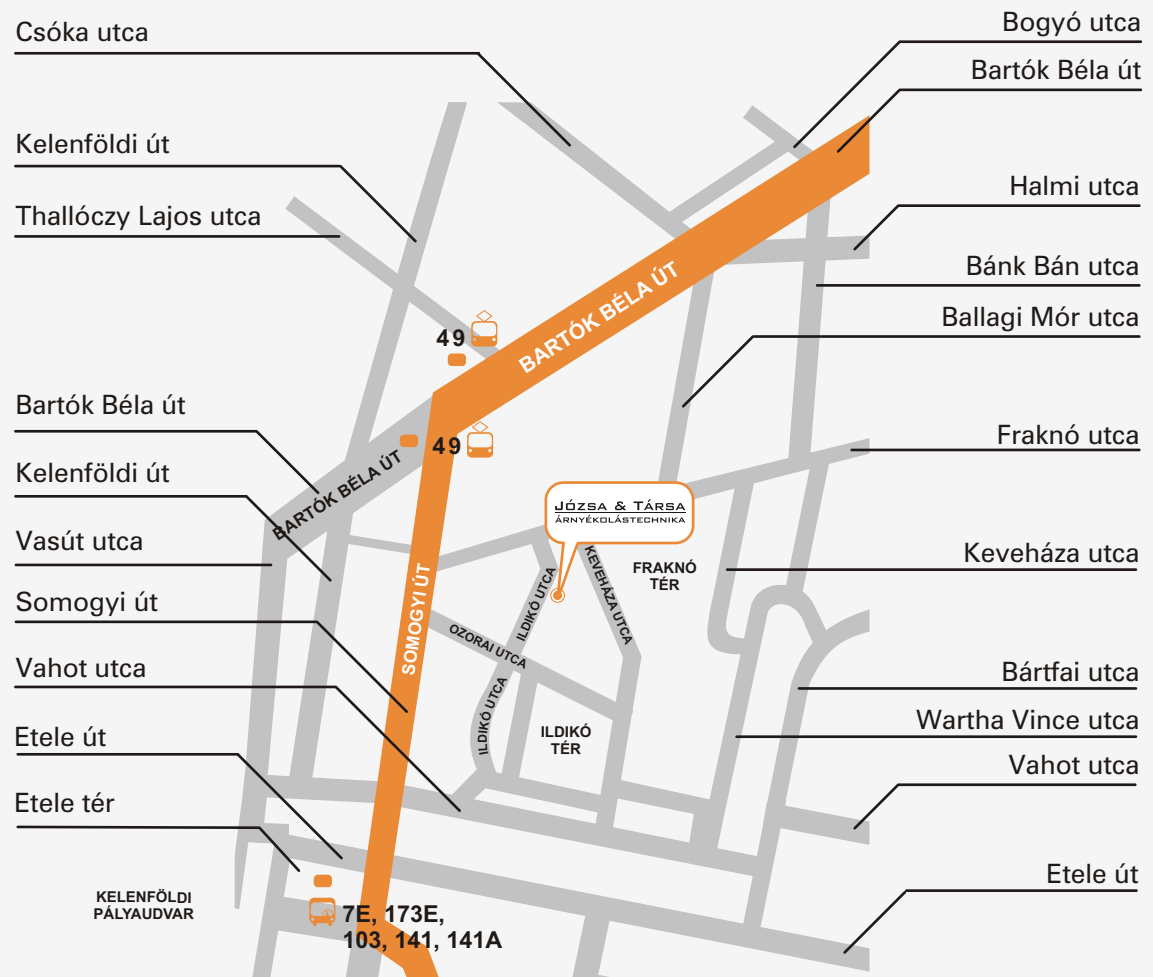 Csóka utca
Kelenföldi út
Thallóczy Lajos utca
Bartók Béla út
Kelenföldi út
Vasút utca
Somogyi út
Vahot utca
Etele út
Etele tér
Bogyó utca
Bartók Béla út
Halmi utca
Bánk Bán utca
Ballagi Mór utca
Fraknó utca
Keveháza utca
Bártfai utca
Wartha Vince utca
Vahot utca
Etele út
BARTÓK BÉLA ÚT
49
49
BARTÓK BÉLA ÚT
JÓZSA & TÁRSA
ÁRNYÉKOLÁSTECHNIKA
SOMOGYI ÚT
ILDIKÓ UTCA
KEVEHÁZA UTCA
FRAKNÓ
TÉR
OZORAI UTCA
ILDIKÓ UTCA
ILDIKÓ
TÉR
KELENFÖLDI
PÁLYAUDVAR
7E, 173E,
103, 141, 141A